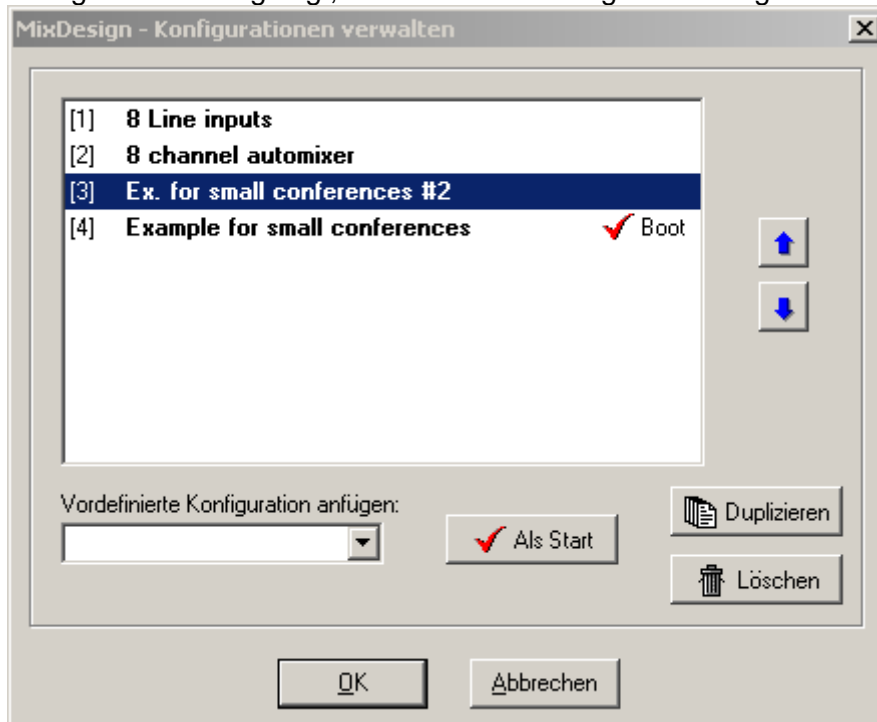 MixDesign - Konfigurationen verwalten
[1] 8 Line inputs
[2] 8 channel automixer
[3] Ex. for small conferences #2
[4] Example for small conferences Boot
Vordefinierte Konfiguration anfügen:
Als Start
Duplizieren
Löschen
OK
Abbrechen